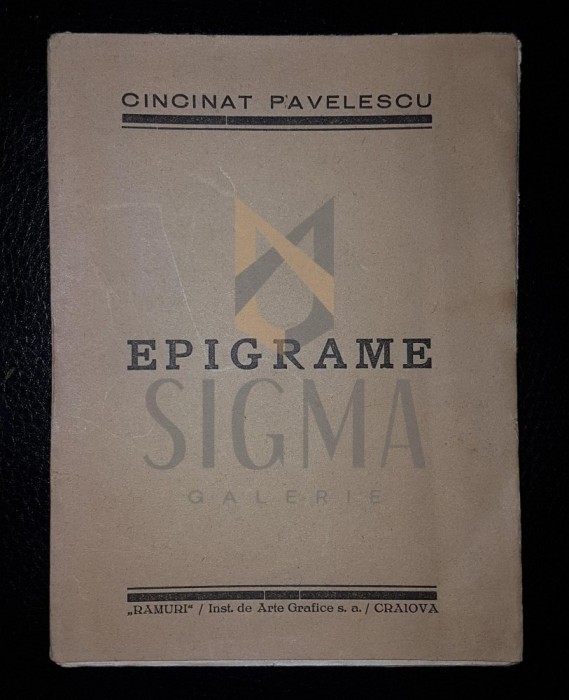 CINCINAT PAVELESCU
EPIGRAME
SIGMA
GALERIE
„RAMURI“ / Inst. de Arte Grafice s. a. / CRAIOVA